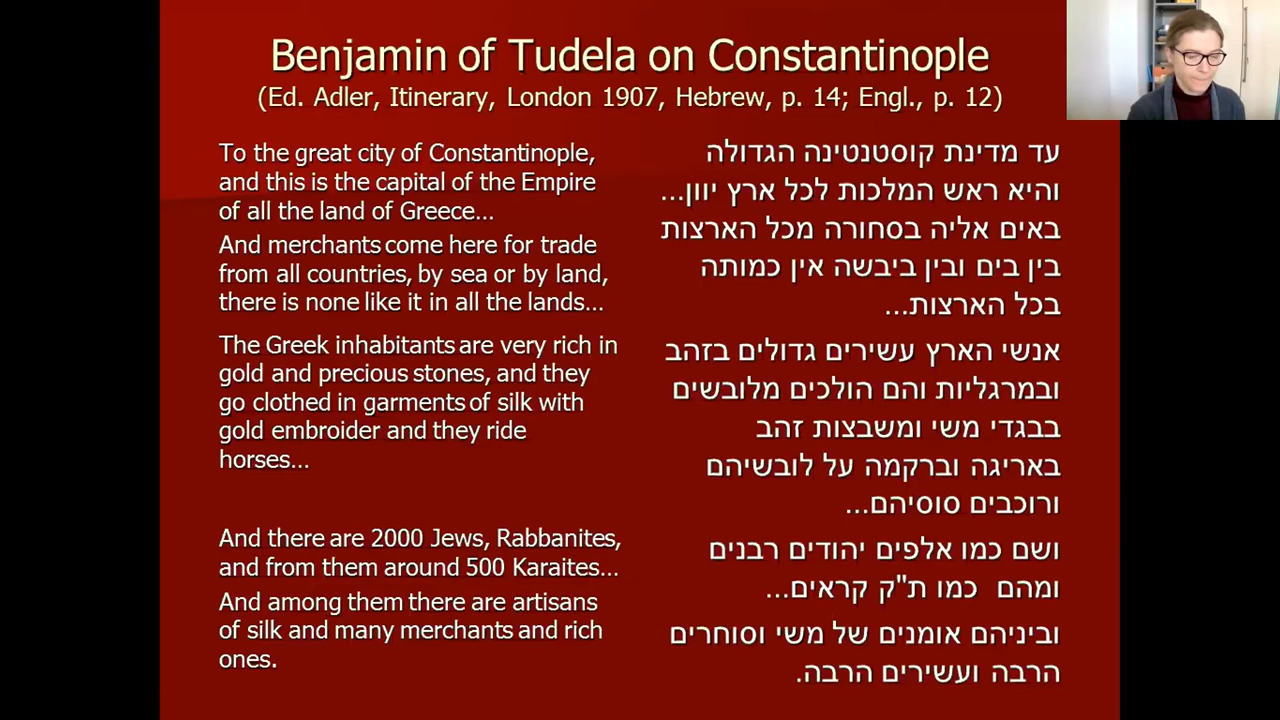 Benjamin of Tudela on Constantinople
(Ed. Adler, Itinerary, London 1907, Hebrew, p. 14; Engl., p. 12)
To the great city of Constantinople,
and this is the capital of the Empire
of all the land of Greece...
And merchants come here for trade
from all countries, by sea or by land,
there is none like it in all the lands...
The Greek inhabitants are very rich in
gold and precious stones, and they
go clothed in garments of silk with
gold embroider and they ride
horses...
And there are 2000 Jews, Rabbanites,
and from them around 500 Karaites...
And among them there are artisans
of silk and many merchants and rich
ones.
עד מדינת קוסטנטינה הגדולה
והיא ראש המלכות לכל ארץ יוון...
באים אליה בסחורה מכל הארצות
בין בים ובין ביבשה אין כמותה
בכל הארצות...
אנשי הארץ עשירים גדולים בזהב
ובמרגליות והם הולכים מלובשים
בבגדי משי ומשבצות זהב
באריגה וברקמה על לובשיהם
ורוכבים סוסיהם...
ושם כמו אלפים יהודים רבנים
ומהם כמו ת"ק קראים...
וביניהם אומנים של משי וסוחרים
הרבה ועשירים הרבה.